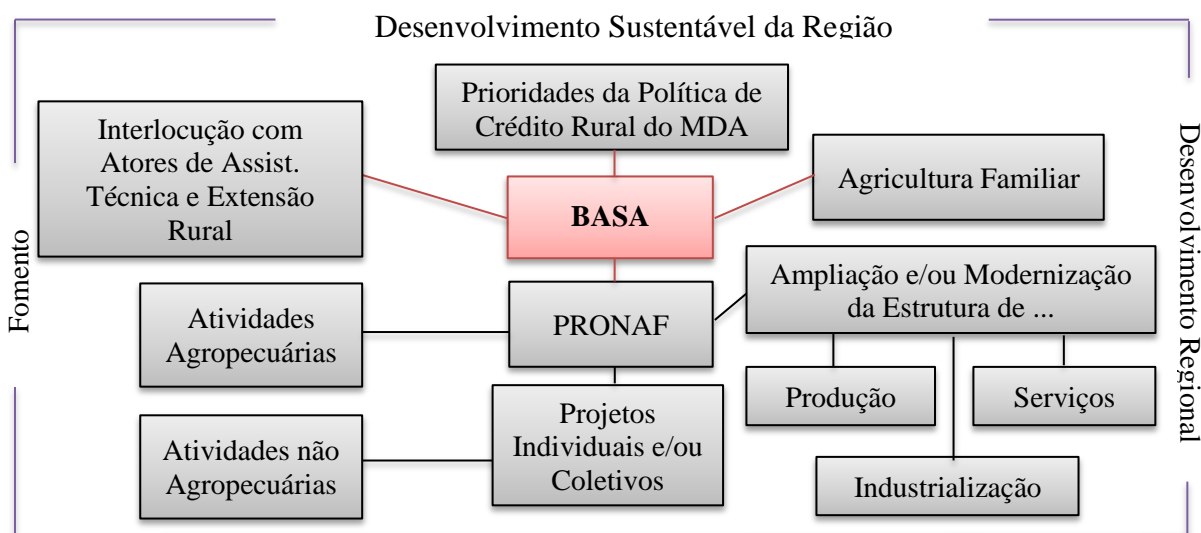 Desenvolvimento Sustentável da Região
Prioridades da Política de
Crédito Rural do MDA
Interlocução com
Atores de Assist.
Técnica e Extensão
Rural
BASA
Agricultura Familiar
Fomento
Desenvolvimento Regional
Atividades
Agropecuárias
PRONAF
Ampliação e/ou Modernização
da Estrutura de ...
Produção
Serviços
Atividades não
Agropecuárias
Projetos
Individuais e/ou
Coletivos
Industrialização